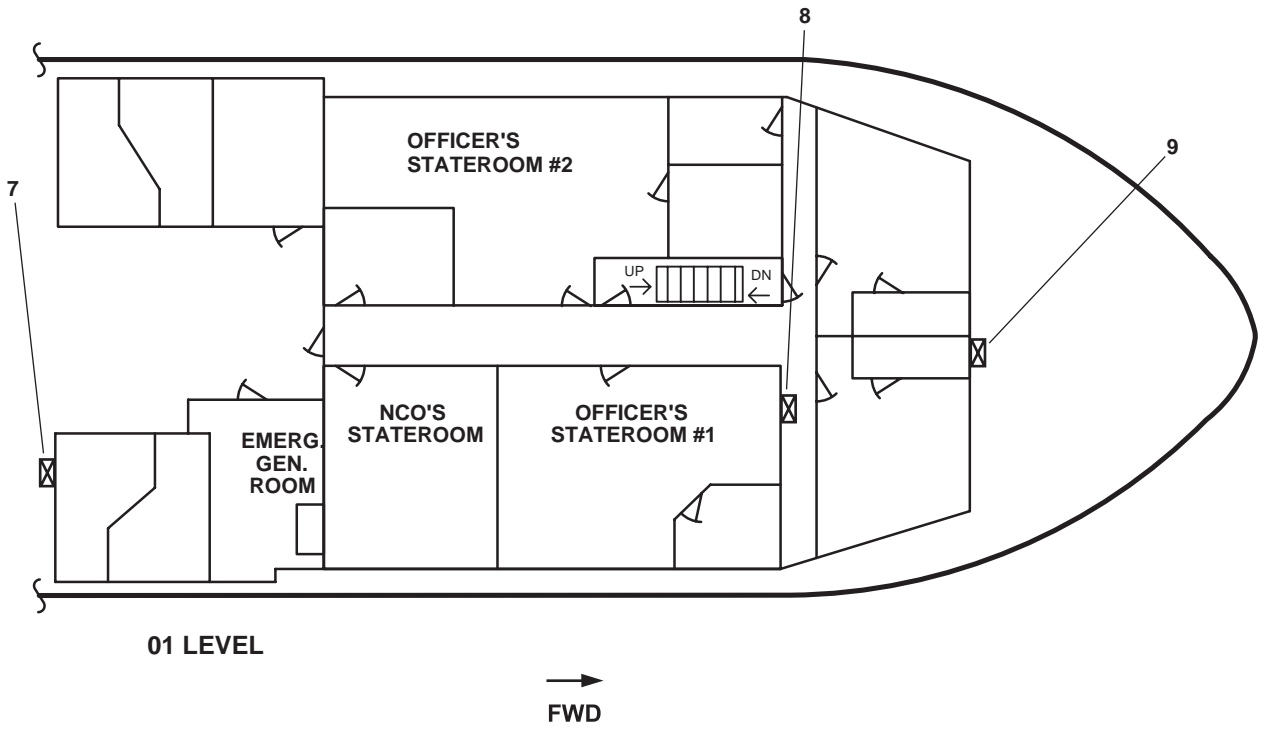 8
9
7
OFFICER'S
STATEROOM #2
UP
DN
NCO'S
STATEROOM
OFFICER'S
STATEROOM #1
EMERG.
GEN.
ROOM
01 LEVEL
FWD